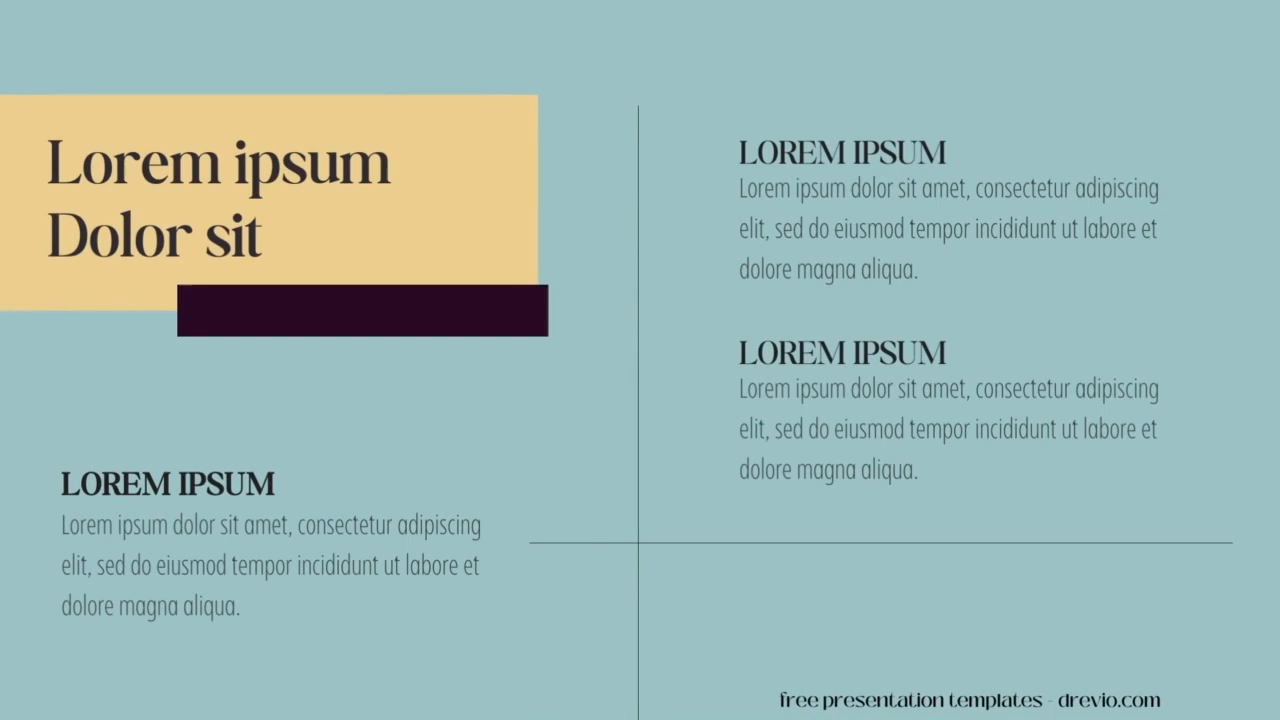 Lorem ipsum
Dolor sit
LOREM IPSUM
Lorem ipsum dolor sit amet, consectetur adipiscing
elit, sed do eiusmod tempor incididunt ut labore et
dolore magna aliqua.
LOREM IPSUM
Lorem ipsum dolor sit amet, consectetur adipiscing
elit, sed do eiusmod tempor incididunt ut labore et
dolore magna aliqua.
LOREM IPSUM
Lorem ipsum dolor sit amet, consectetur adipiscing
elit, sed do eiusmod tempor incididunt ut labore et
dolore magna aliqua.
free presentation templates - drevio.com